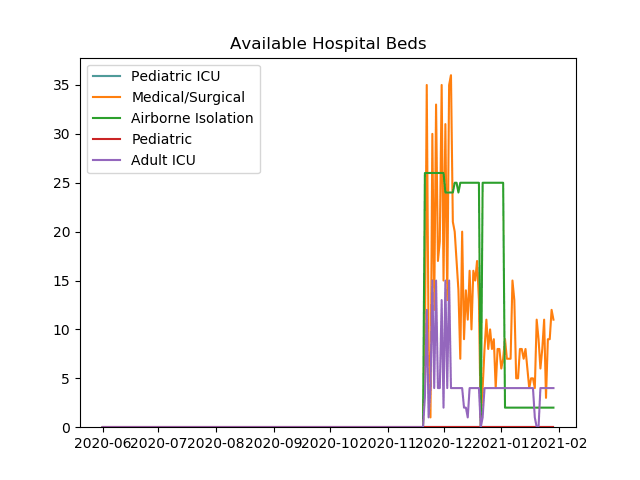 Available Hospital Beds
Pediatric ICU
Medical/Surgical
Airborne Isolation
Pediatric
Adult ICU
35
30
25
20
15
10
5
0
2020-06 2020-07 2020-08 2020-09 2020-10 2020-11 2020-12 2021-01 2021-02